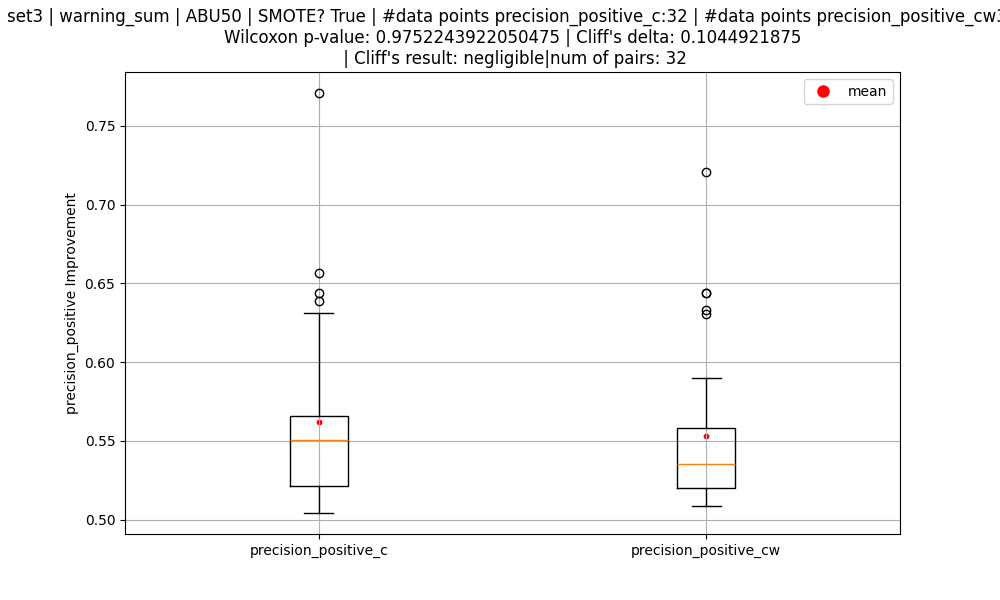 set3 | warning_sum | ABU50 | SMOTE? True | #data points precision_positive_c:32 | #data points precision_positive_cw
Wilcoxon p-value: 0.9752243922050475 | Cliff's delta: 0.1044921875
| Cliff's result: negligible|num of pairs: 32
mean
precision_positive Improvement
0.75
0.70
0.65
0.60
0.55
0.50
precision_positive_c
precision_positive_cw